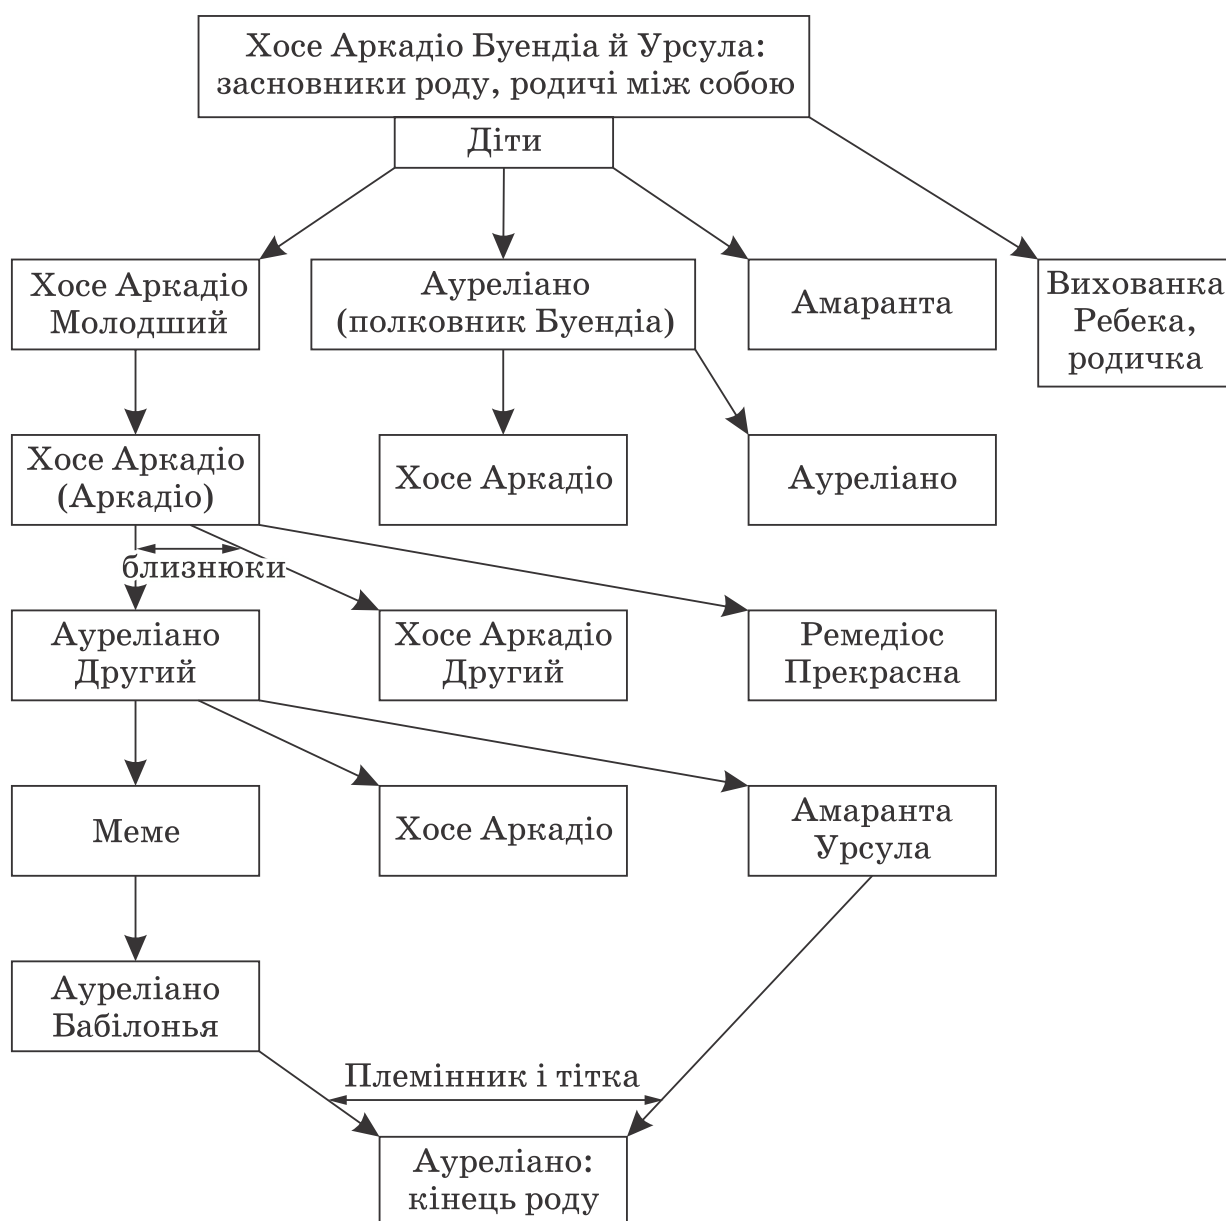 Хосе Аркадіо Буендіа й Урсула:
засновники роду, родичі між собою
Діти
Хосе Аркадіо
Молодший
Ауреліано
(полковник Буендіа)
Амаранта
Вихованка
Ребека,
родичка
Хосе Аркадіо
(Аркадіо)
Хосе Аркадіо
Ауреліано
близнюки
Ауреліано
Другий
Хосе Аркадіо
Другий
Ремедіос
Прекрасна
Меме
Хосе Аркадіо
Амаранта
Урсула
Ауреліано
Бабілонья
Племінник і тітка
Ауреліано:
кінець роду